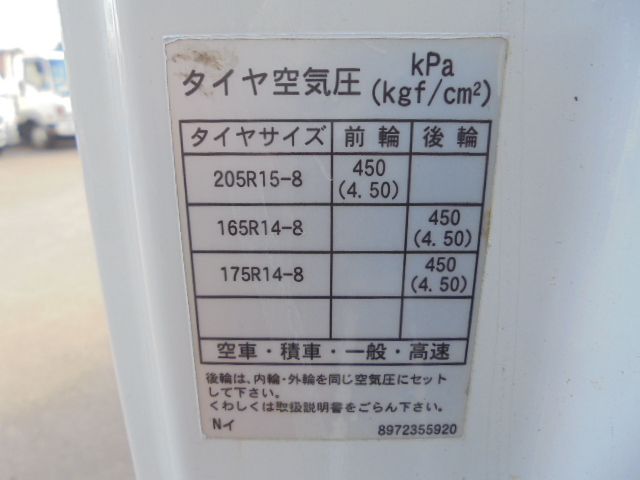 タイヤ空気圧 kPa
(kgf/cm²)
タイヤサイズ 前輪 後輪
205R15-8 450
(4.50)
165R14-8 450
(4.50)
175R14-8 450
(4.50)
空車・積車・一般・高速
後輪は、内輪・外輪を同じ空気圧にセット
して下さい。
くわしくは取扱説明書をごらん下さい。
Nイ 8972355920